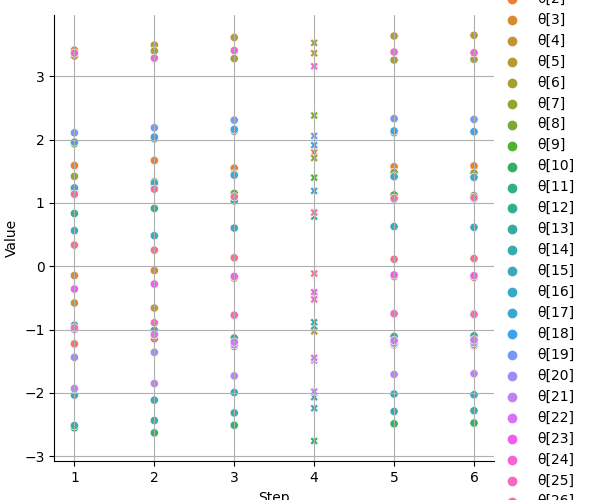 θ[2]
θ[3]
θ[4]
θ[5]
θ[6]
θ[7]
θ[8]
θ[9]
θ[10]
θ[11]
θ[12]
θ[13]
θ[14]
θ[15]
θ[16]
θ[17]
θ[18]
θ[19]
θ[20]
θ[21]
θ[22]
θ[23]
θ[24]
θ[25]
θ[26]
3
2
1
0
−1
−2
−3
Value
1 2 3 4 5 6
Step